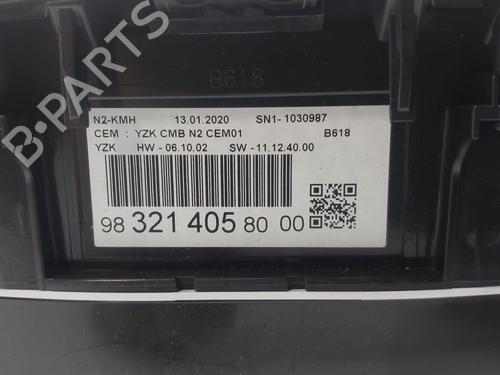 B618
N2-KMH 13.01.2020 SN1- 1030987
CEM : YZK CMB N2 CEM01 B618
YZK HW - 06.10.02 SW - 11.12.40.00
98 321 405 80 00
B-PARTS